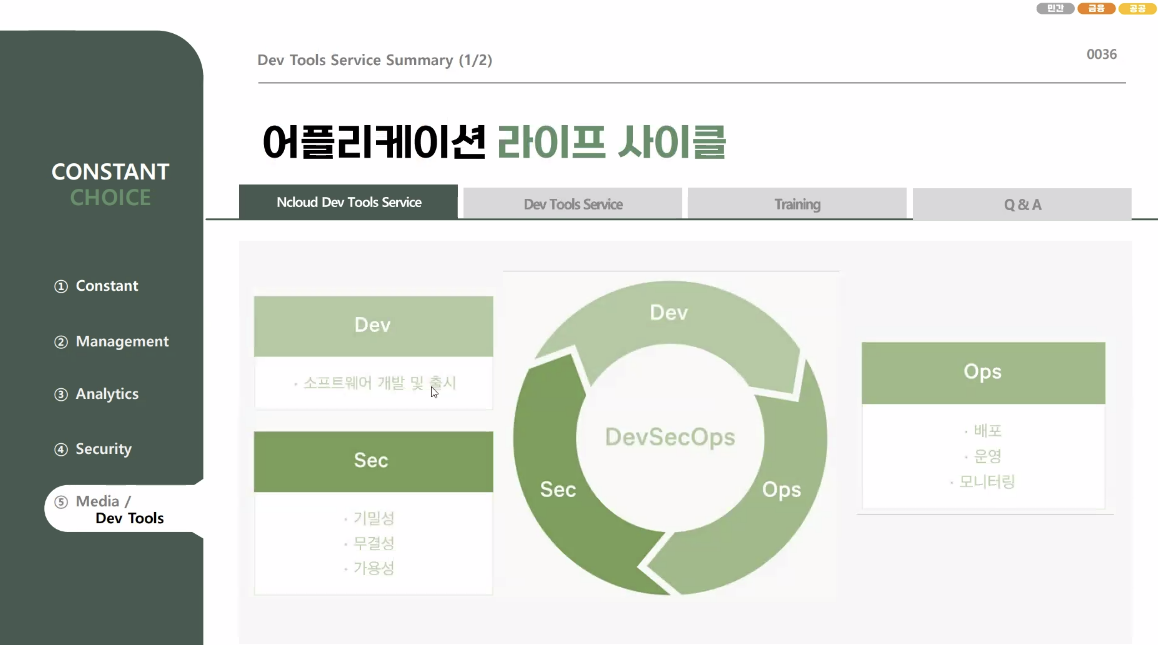 민간 금융 공공
Dev Tools Service Summary (1/2)
0036
어플리케이션 라이프 사이클
CONSTANT
CHOICE
① Constant
② Management
③ Analytics
④ Security
⑤ Media /
Dev Tools
Ncloud Dev Tools Service
Dev Tools Service
Training
Q & A
Dev
· 소프트웨어 개발 및 출시
Sec
· 기밀성
· 무결성
· 가용성
Dev
DevSecOps
Sec
Ops
Ops
· 배포
· 운영
· 모니터링